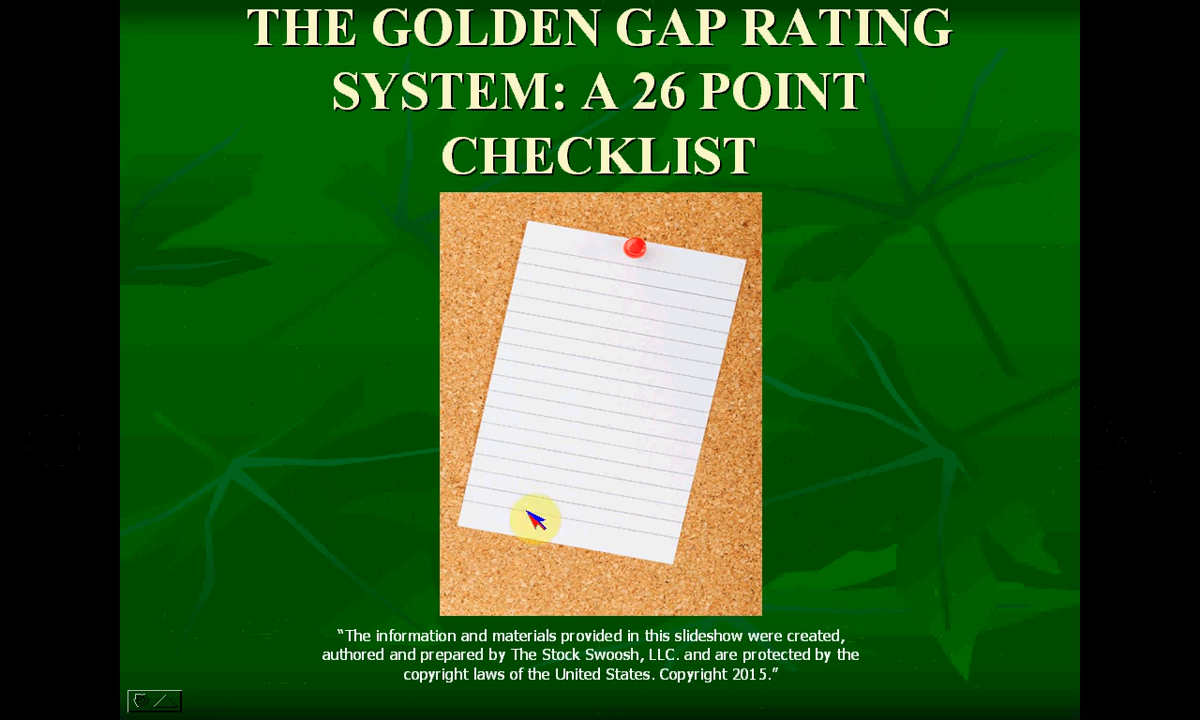 THE GOLDEN GAP RATING
SYSTEM: A 26 POINT
CHECKLIST
“The information and materials provided in this slideshow were created,
authored and prepared by The Stock Swoosh, LLC. and are protected by the
copyright laws of the United States. Copyright 2015.”